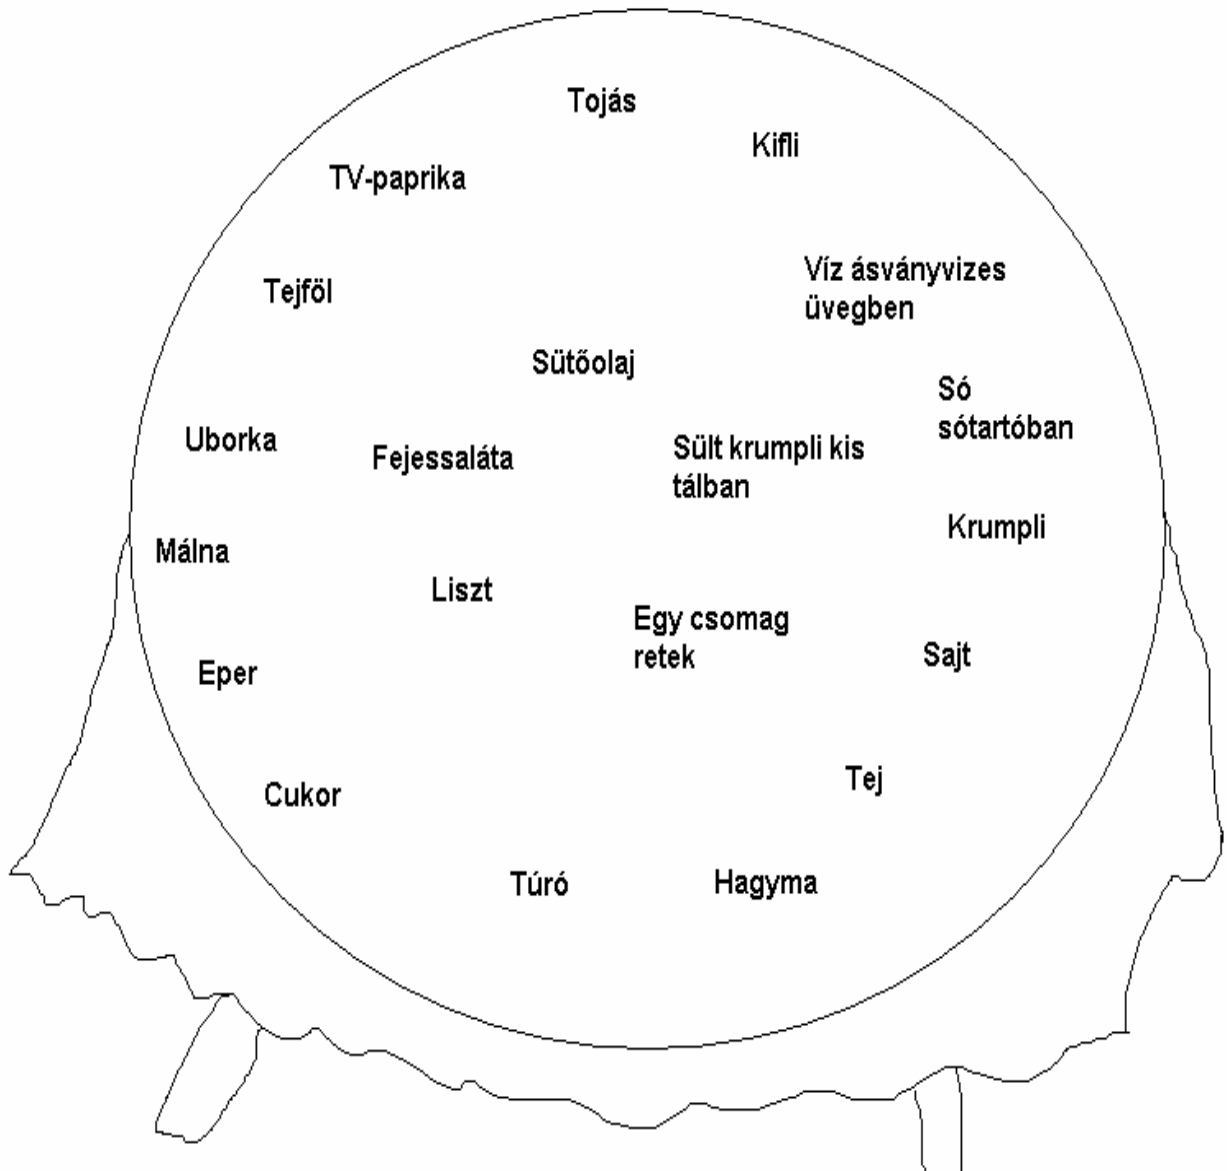 Tojás
Kifli
TV-paprika
Víz ásványvizes
üvegben
Tejföl
Sütőolaj
Só
sótartóban
Uborka
Fejessaláta
Sült krumpli kis
tálban
Krumpli
Málna
Liszt
Egy csomag
retek
Sajt
Eper
Tej
Cukor
Túró
Hagyma